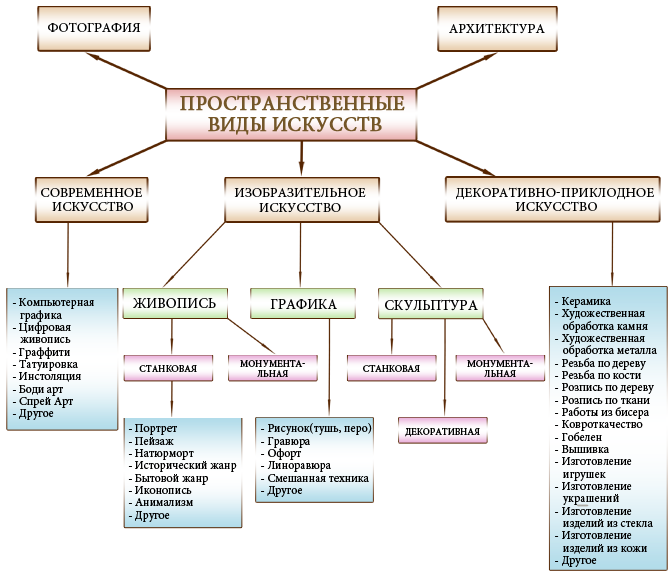 ФОТОГРАФИЯ
АРХИТЕКТУРА
ПРОСТРАНСТВЕННЫЕ
ВИДЫ ИСКУССТВ
СОВРЕМЕННОЕ
ИСКУССТВО
ИЗОБРАЗИТЕЛЬНОЕ
ИСКУССТВО
ДЕКОРАТИВНО-ПРИКЛОДНОЕ
ИСКУССТВО
- Компьютерная
графика
- Цифровая
живопись
- Граффити
- Татуировка
- Инстоляция
- Боди арт
- Спрей Арт
- Другое
ЖИВОПИСЬ
ГРАФИКА
СКУЛЬПТУРА
СТАНКОВАЯ
МОНУМЕНТА-
ЛЬНАЯ
СТАНКОВАЯ
МОНУМЕНТА-
ЛЬНАЯ
ДЕКОРАТИВНАЯ
- Портрет
- Пейзаж
- Натюрморт
- Исторический жанр
- Бытовой жанр
- Иконопись
- Анимализм
- Другое
- Рисунок(тушь, перо)
- Гравюра
- Офорт
- Линоравюра
- Смешанная техника
- Другое
- Керамика
- Художественная
обработка камня
- Художественная
обработка металла
- Резьба по дереву
- Резьба по кости
- Розпись по дереву
- Розпись по ткани
- Работы из бисера
- Ковроткачество
- Гобелен
- Вышивка
- Изготовление
игрушек
- Изготовление
украшений
- Изготовление
изделий из стекла
- Изготовление
изделий из кожи
- Другое